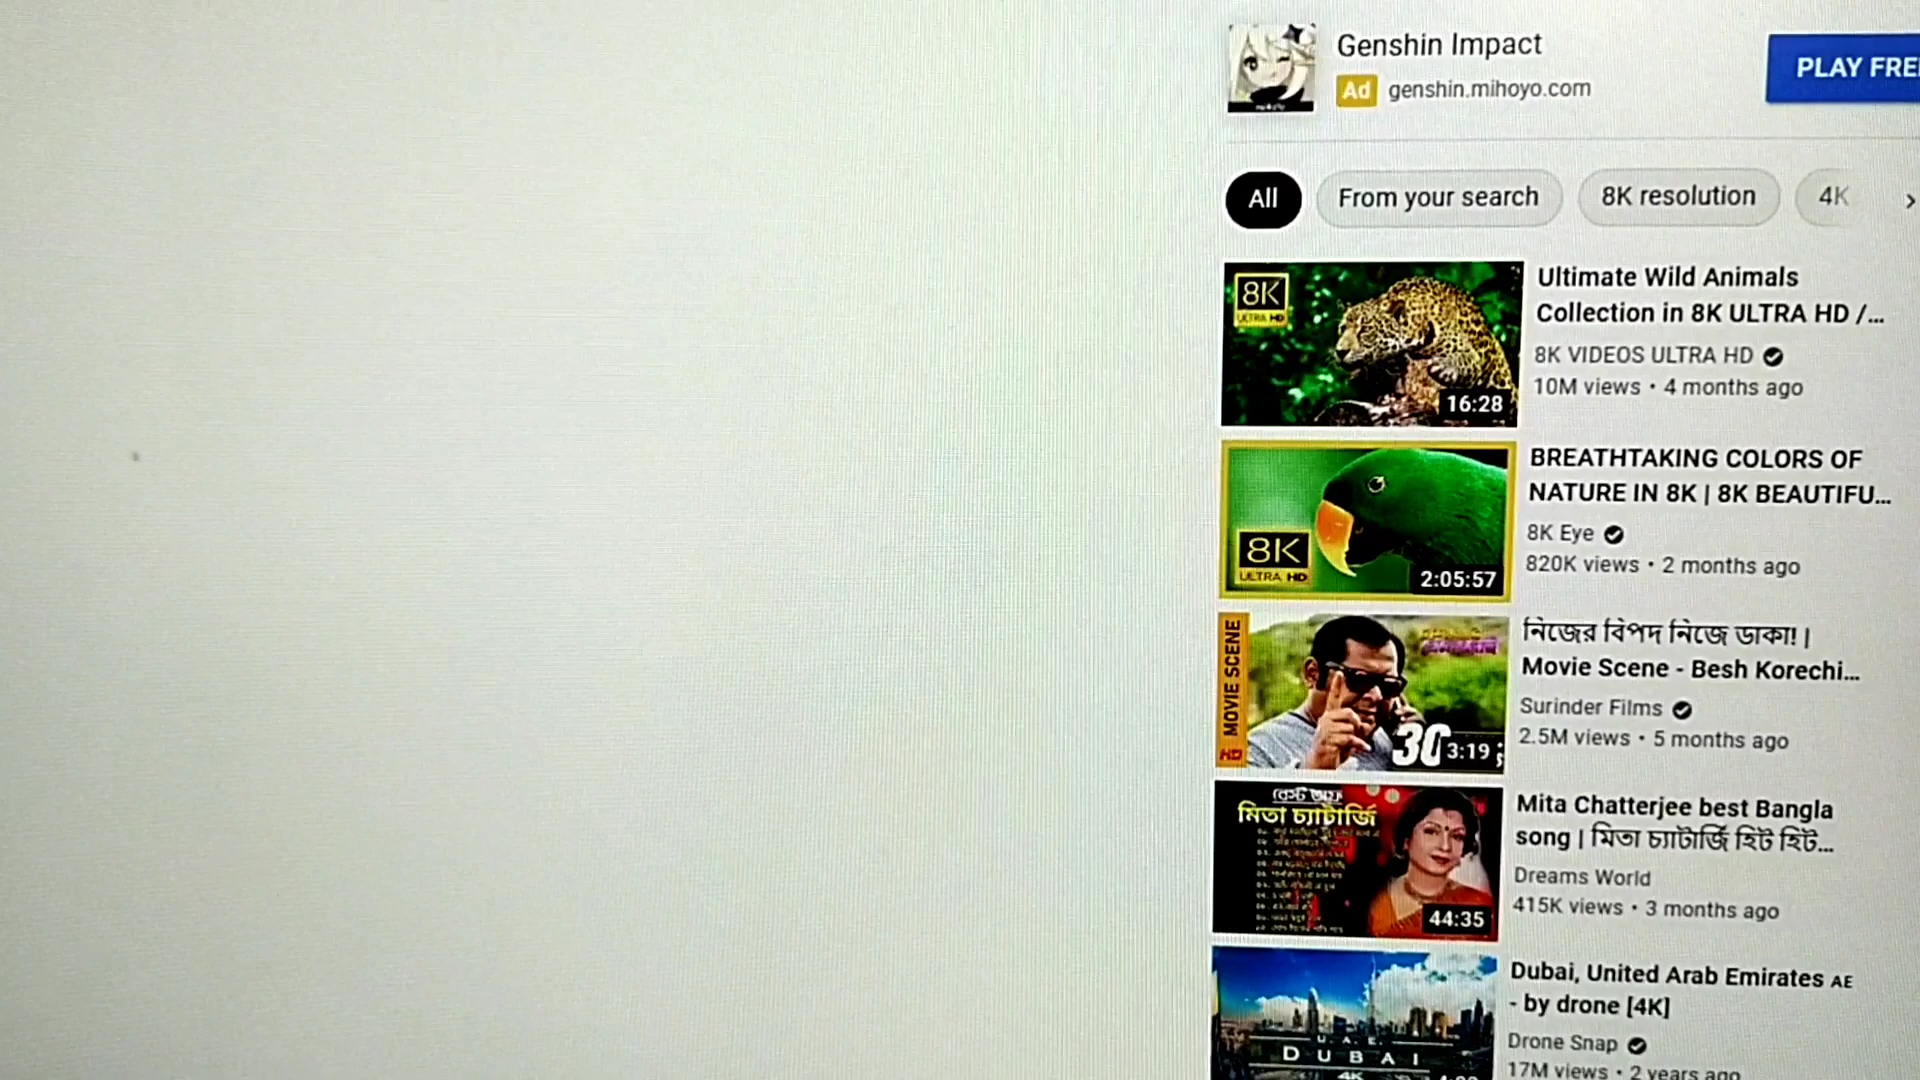 Genshin Impact
Ad genshin.mihoyo.com
PLAY FREE
All
From your search
8K resolution
4K
8K
ULTRA HD
16:28
Ultimate Wild Animals
Collection in 8K ULTRA HD /...
8K VIDEOS ULTRA HD
10M views • 4 months ago
8K
ULTRA HD
2:05:57
BREATHTAKING COLORS OF
NATURE IN 8K | 8K BEAUTIFU...
8K Eye
820K views • 2 months ago
MOVIE SCENE
HD
30
3:19
নিজের বিপদ নিজে ডাকা! |
Movie Scene - Besh Korechi...
Surinder Films
2.5M views • 5 months ago
বেস্ট অফ
মিতা চ্যাটার্জি
44:35
Mita Chatterjee best Bangla
song | মিতা চ্যাটার্জি হিট হিট...
Dreams World
415K views • 3 months ago
U.A.E.
DUBAI
4K
Dubai, United Arab Emirates AE
- by drone [4K]
Drone Snap
17M views • 2 years ago